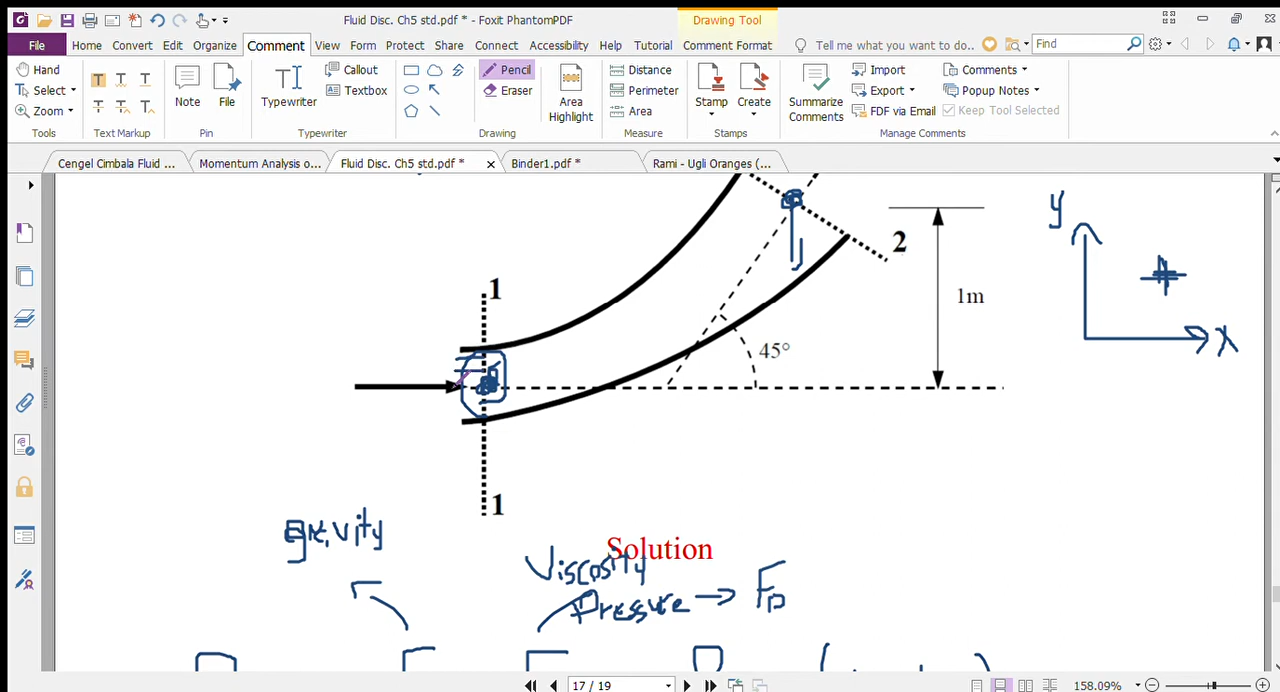 Fluid Disc. Ch5 std.pdf * - Foxit PhantomPDF
Drawing Tool
File Home Convert Edit Organize Comment View Form Protect Share Connect Accessibility Help Tutorial Comment Format Tell me what you want to do.. Find
Hand
Select
Zoom
Tools
T T T
T T T
Text Markup
Note
File
Pin
Typewriter
Callout
Textbox
Typewriter
Pencil
Eraser
Drawing
Area Highlight
Distance
Perimeter
Area
Measure
Stamp
Create
Stamps
Summarize Comments
Import
Export
FDF via Email
Comments
Popup Notes
Keep Tool Selected
Manage Comments
Cengel Cimbala Fluid ...
Momentum Analysis o...
Fluid Disc. Ch5 std.pdf *
Binder1.pdf *
Rami - Ugli Oranges (...
y
2
1
1m
x
45°
1
Solution
gravity
Viscosity
Pressure → Fp
17 / 19
158.09%